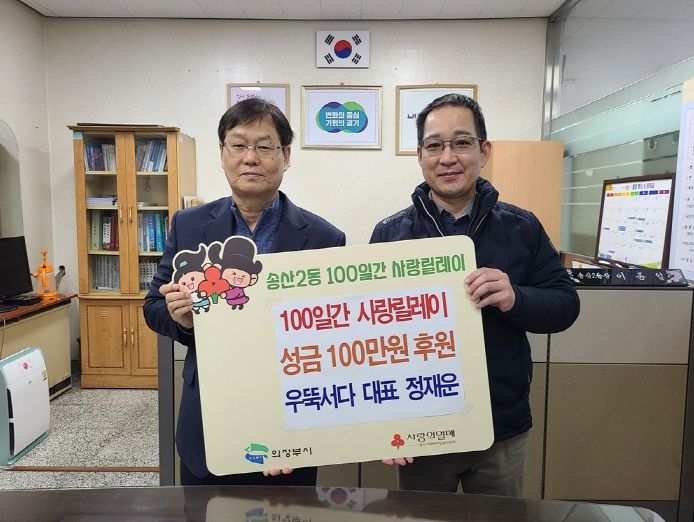 변화의 중심
기회의 경기
송산2동 100일간 사랑릴레이
100일간 사랑릴레이
성금 100만원 후원
우뚝서다 대표 정재운
의정부시
사랑의열매